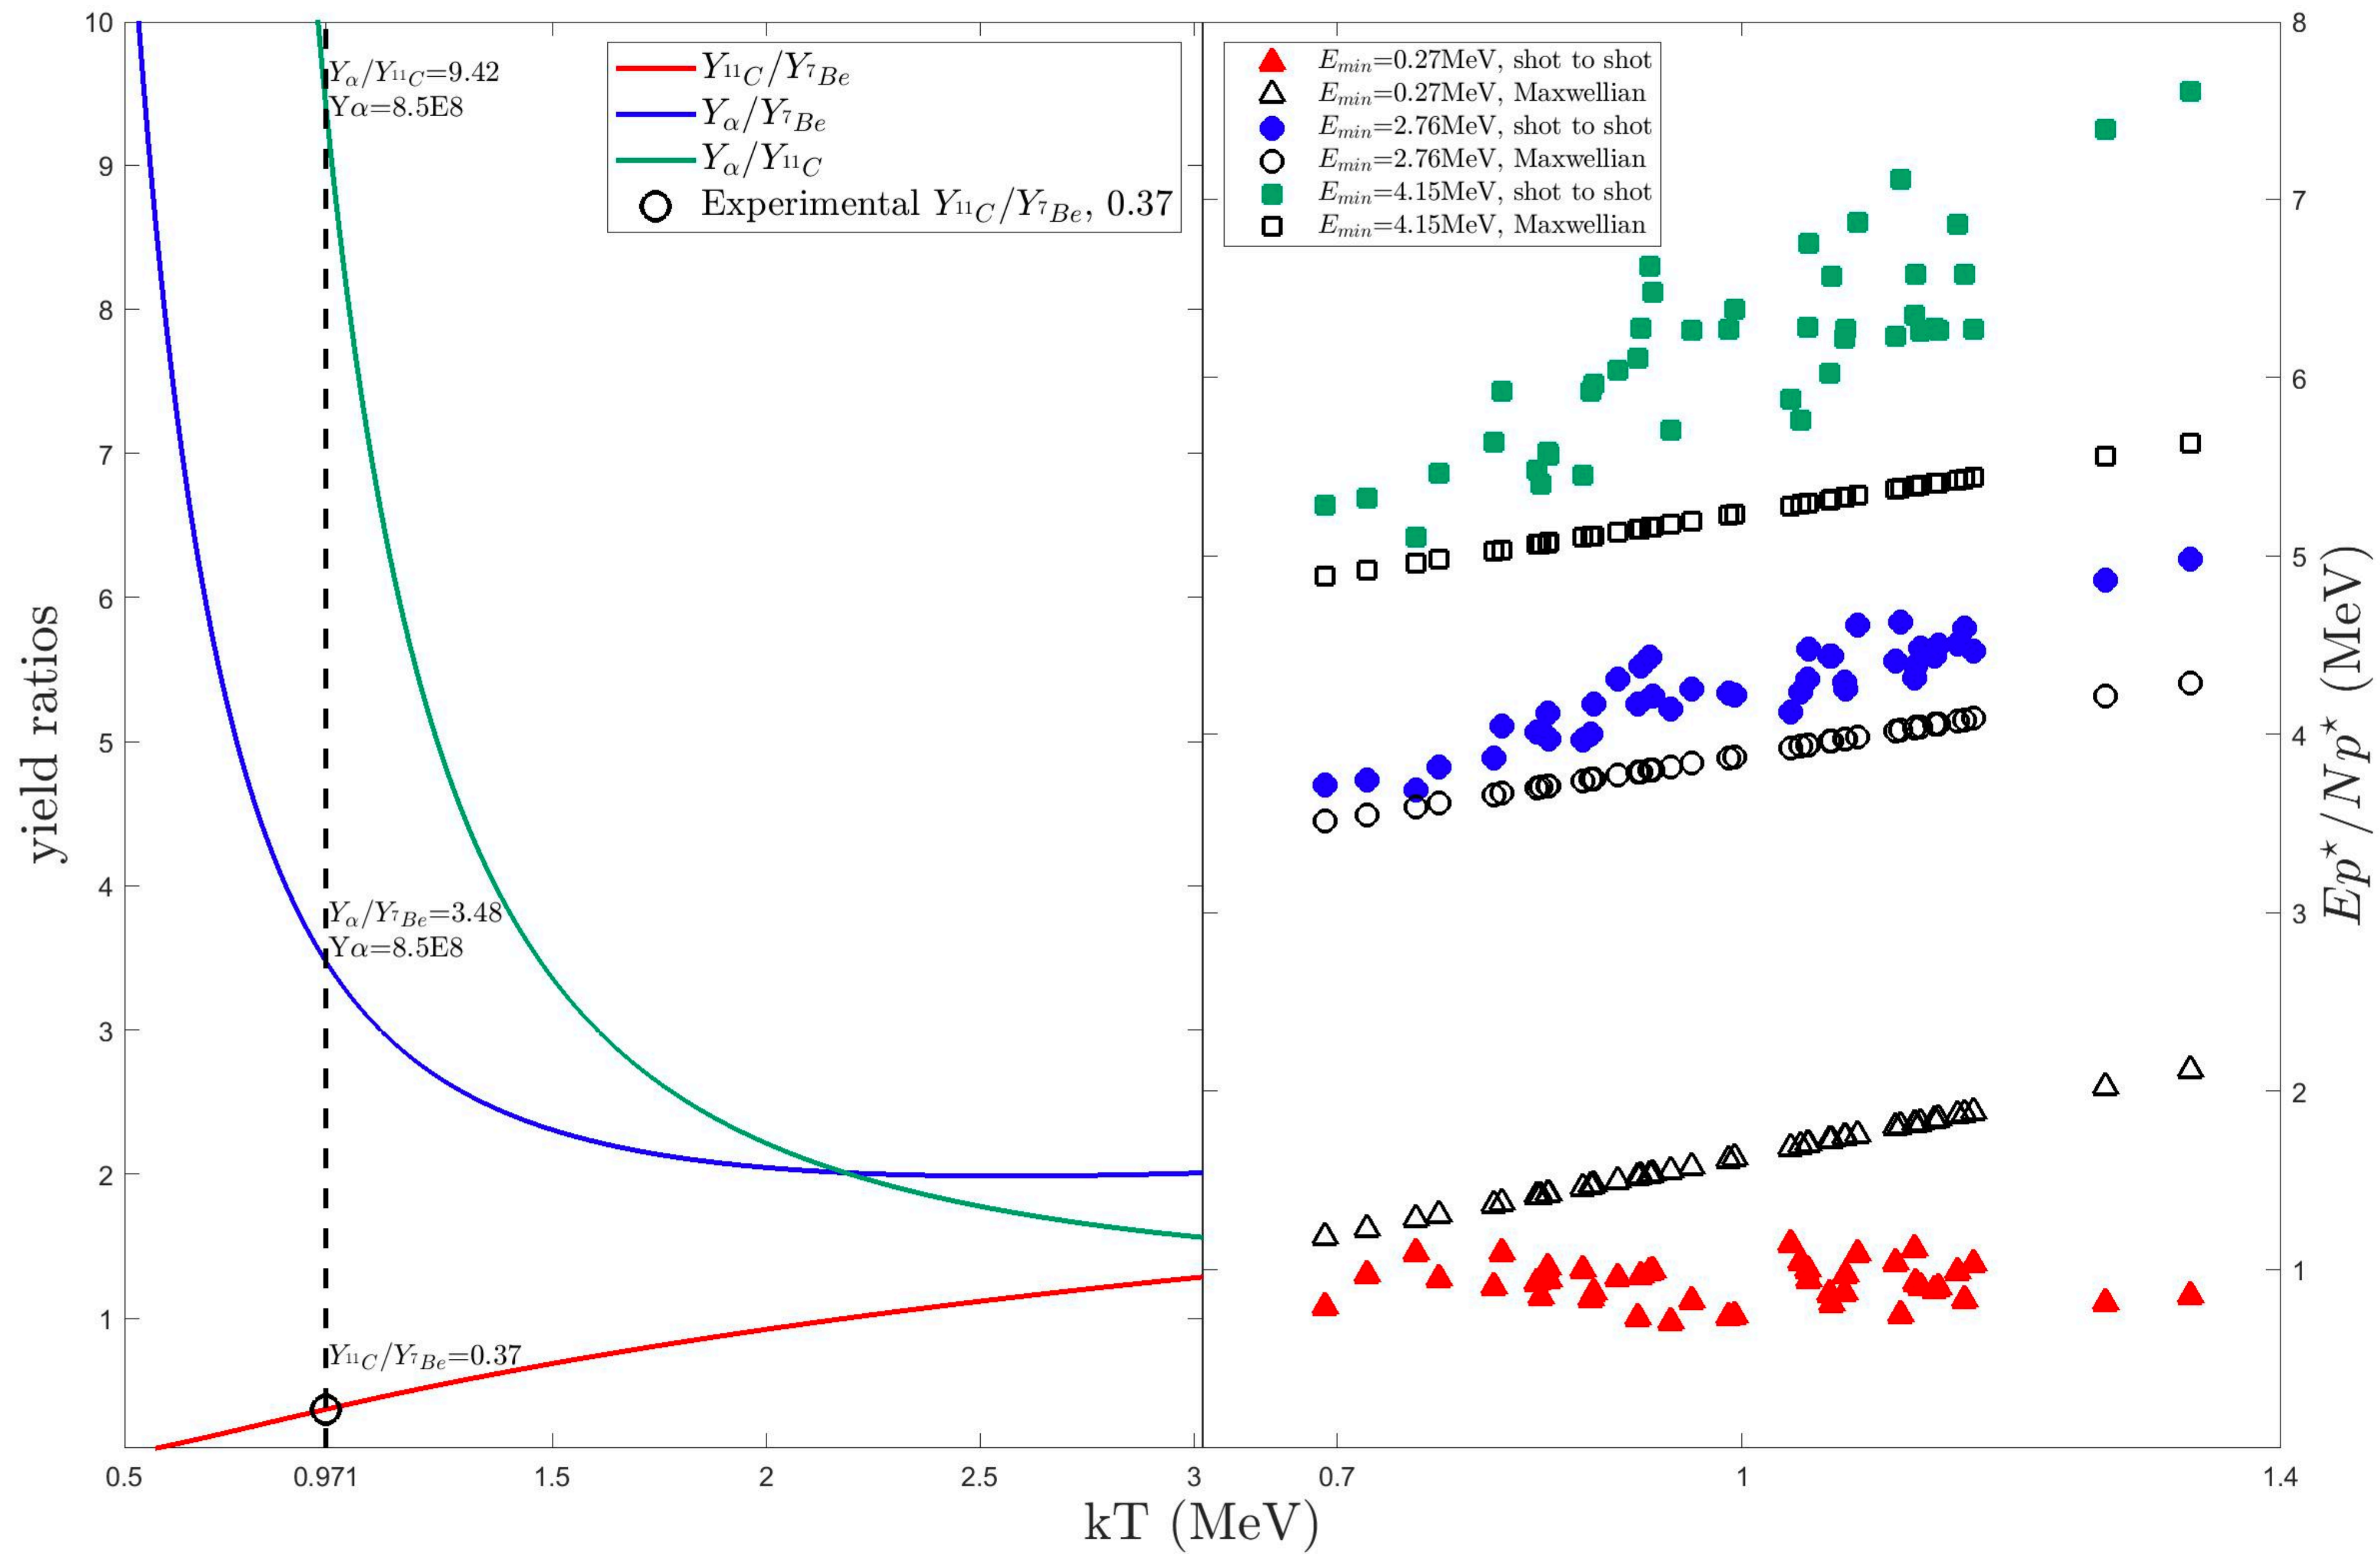 10
9
8
7
6
5
4
3
2
1
yield ratios
Yα/Y¹¹C=9.42
Yα=8.5E8
Yα/Y⁷Be=3.48
Yα=8.5E8
Y¹¹C/Y⁷Be=0.37
Y¹¹C/Y⁷Be
Yα/Y⁷Be
Yα/Y¹¹C
Experimental Y¹¹C/Y⁷Be, 0.37
0.5
0.971
1.5
2
2.5
3
Emin=0.27MeV, shot to shot
Emin=0.27MeV, Maxwellian
Emin=2.76MeV, shot to shot
Emin=2.76MeV, Maxwellian
Emin=4.15MeV, shot to shot
Emin=4.15MeV, Maxwellian
0.7
1
1.4
kT (MeV)
8
7
6
5
4
3
2
1
Ep*/Np* (MeV)